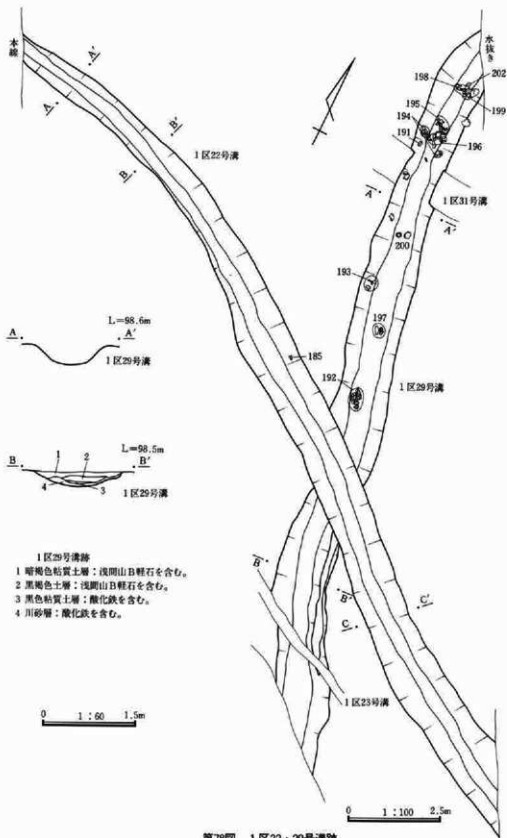 本線
水抜き
A
A'
B
B'
1区22号溝
198
202
199
195
194
191
196
A
A'
1区31号溝
200
193
197
185
192
1区29号溝
A
L=98.6m
A'
1区29号溝
B
L=98.5m
B'
1
2
4
3
1区29号溝
B
B'
C
C'
1区23号溝
1区29号溝跡
1 暗褐色粘質土層：浅間山B軽石を含む。
2 黒褐色土層：浅間山B軽石を含む。
3 黒色粘質土層：酸化鉄を含む。
4 川砂層：酸化鉄を含む。
0 1:60 1.5m
0 1:100 2.5m